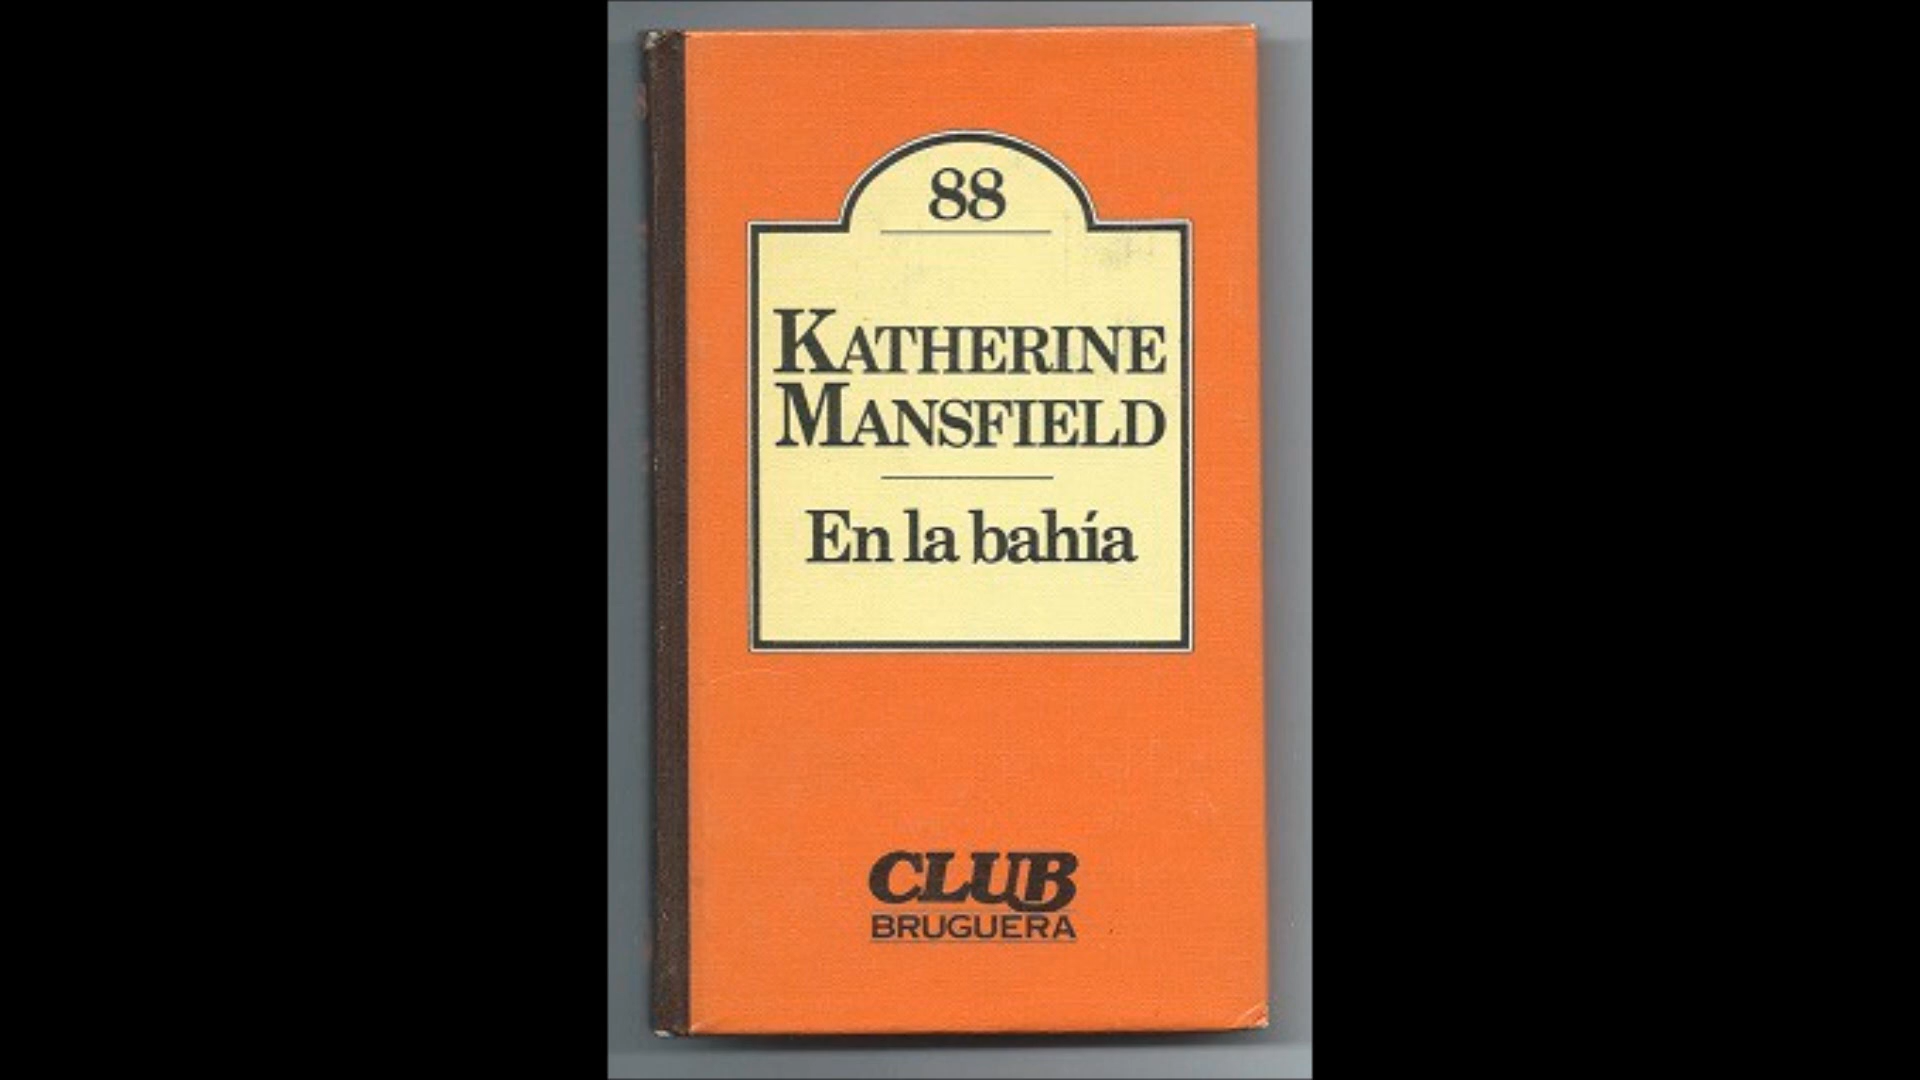 88
KATHERINE
MANSFIELD
En la bahía
CLUB
BRUGUERA